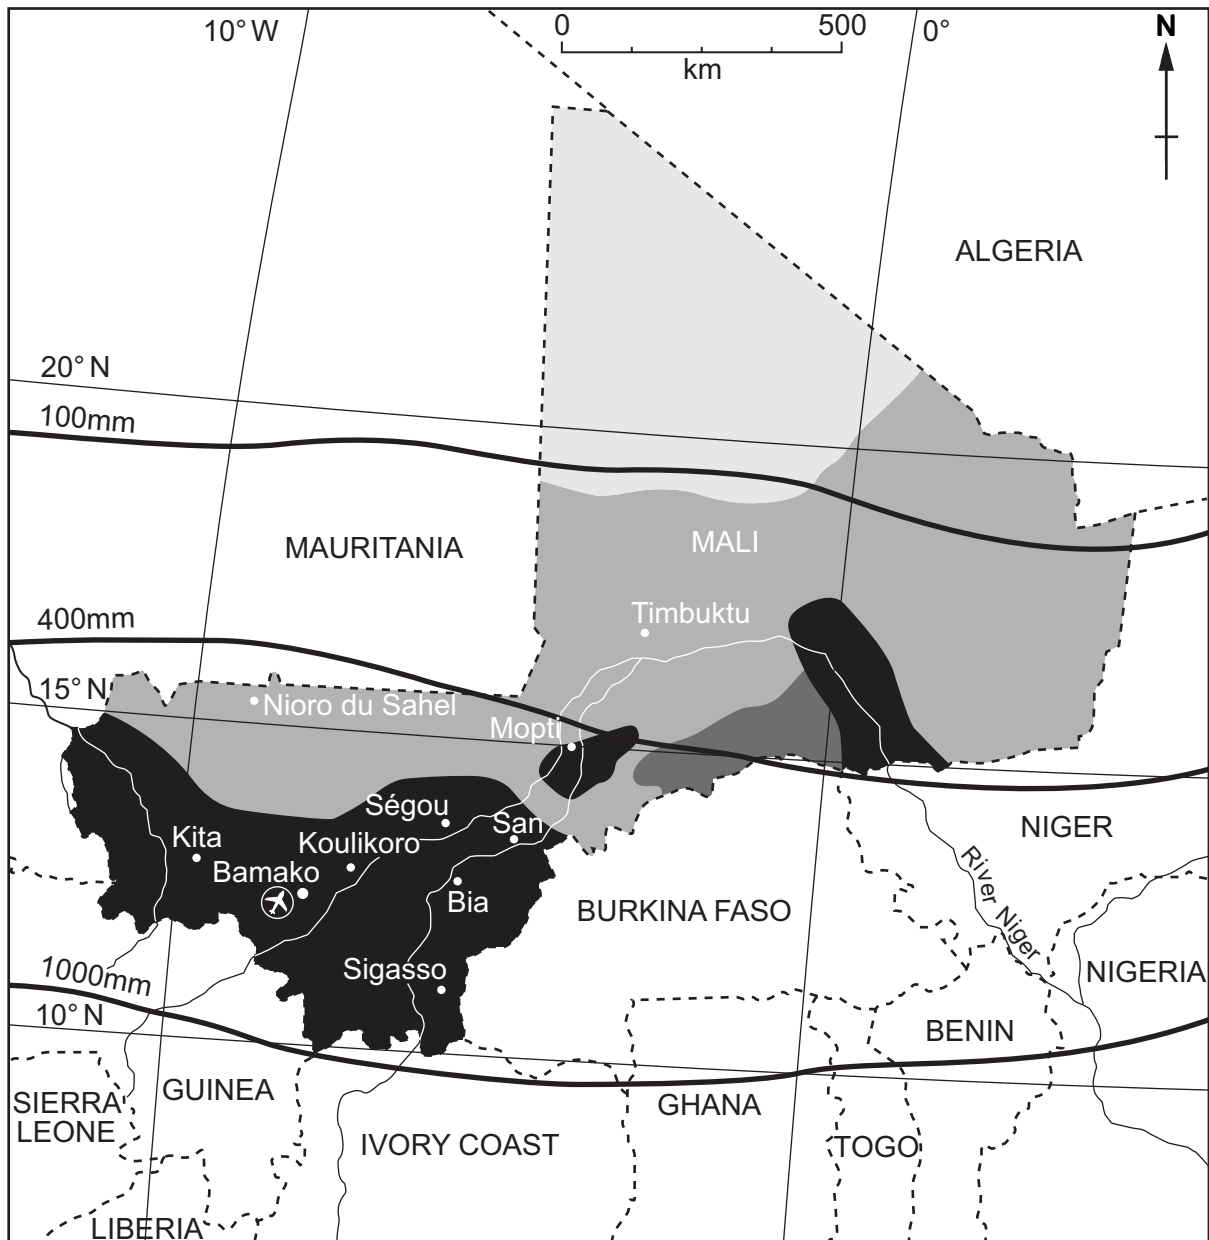 10° W
0
500
0°
N
km
ALGERIA
20° N
100mm
MAURITANIA
MALI
Timbuktu
400mm
15° N
Nioro du Sahel
Mopti
Ségou
San
Kita
Koulikoro
NIGER
Bamako
Bia
BURKINA FASO
River Niger
Sigasso
1000mm
NIGERIA
10° N
BENIN
GUINEA
SIERRA
LEONE
GHANA
IVORY COAST
TOGO
LIBERIA